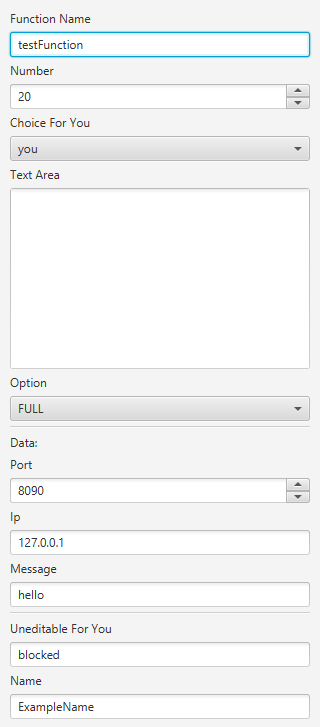 Function Name
testFunction
Number
20
Choice For You
you
Text Area
Option
FULL
Data:
Port
8090
Ip
127.0.0.1
Message
hello
Uneditable For You
blocked
Name
ExampleName